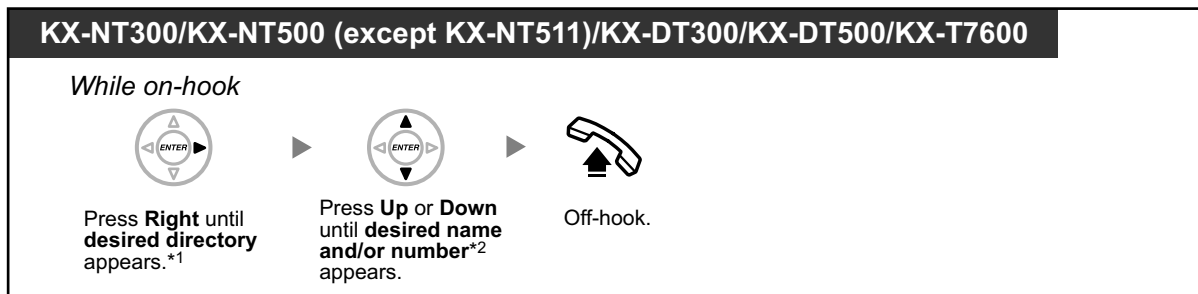 KX-NT300/KX-NT500 (except KX-NT511)/KX-DT300/KX-DT500/KX-T7600
While on-hook
ENTER
ENTER
Press Right until
desired directory
appears.*1
Press Up or Down
until desired name
and/or number*2
appears.
Off-hook.